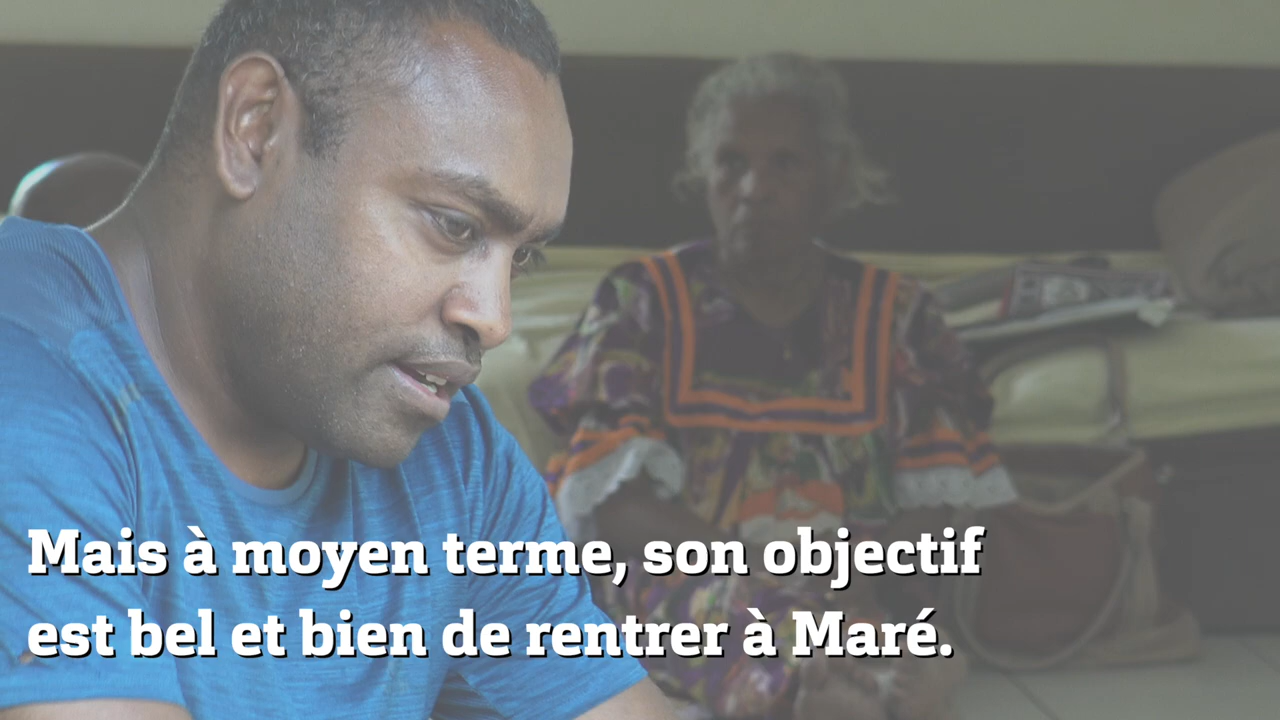 Mais à moyen terme, son objectif
est bel et bien de rentrer à Maré.